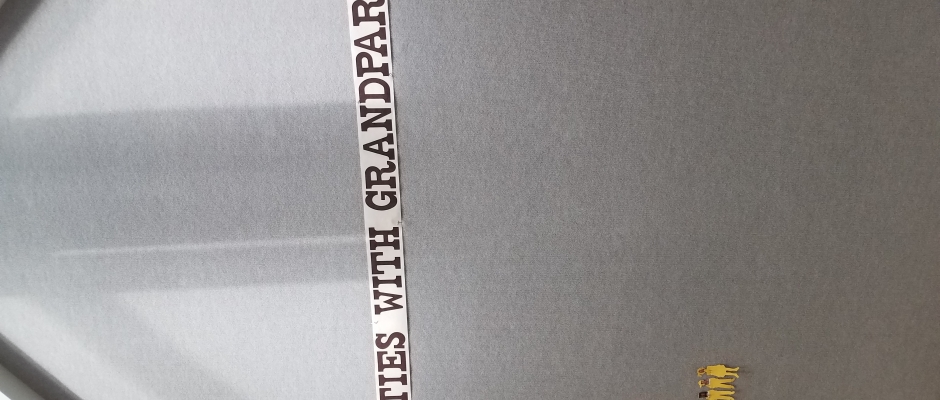 TIES WITH GRANDPAR